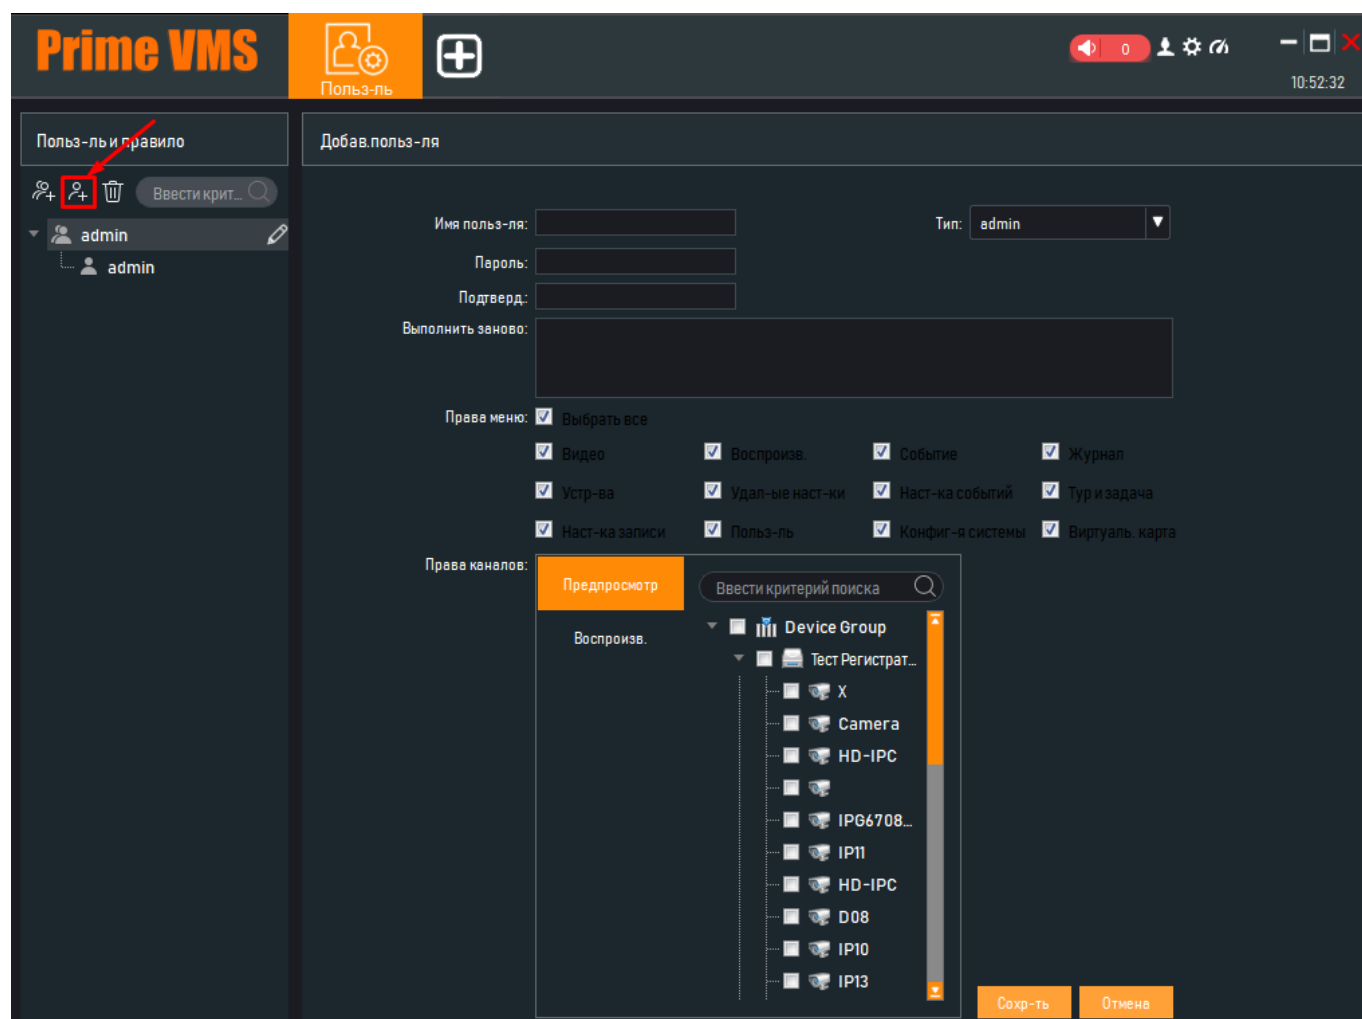 Prime VMS
Польз-ль
0
10:52:32
Польз-ль и правило
Добав.польз-ля
Ввести крит...
admin
admin
Имя польз-ля:
Тип: admin
Пароль:
Подтверд.:
Выполнить заново:
Права меню: Выбрать все
Видео Воспроизв. Событие Журнал
Устр-ва Удал-ые наст-ки Наст-ка событий Тур и задача
Наст-ка записи Польз-ль Конфиг-я системы Виртуаль. карта
Права каналов:
Предпросмотр
Воспроизв.
Ввести критерий поиска
Device Group
Тест Регистрат...
X
Camera
HD-IPC
IPG6708...
IP11
HD-IPC
D08
IP10
IP13
Сохр-ть Отмена